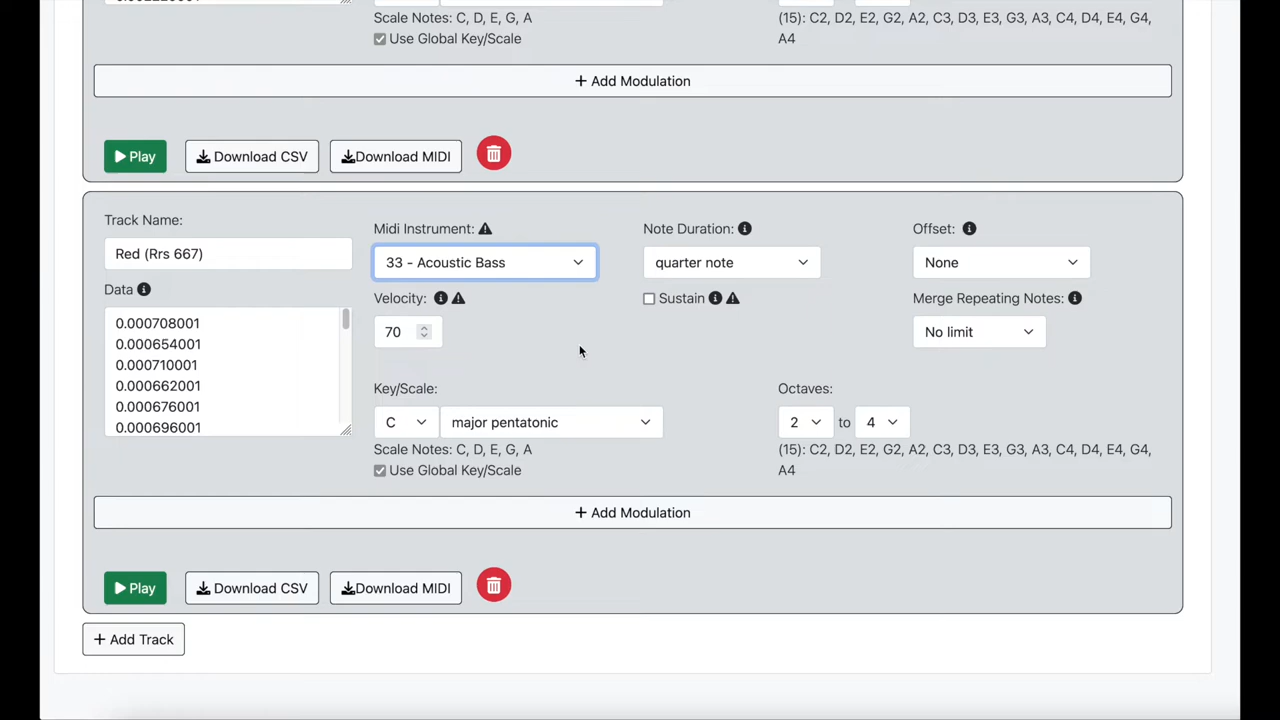 Scale Notes: C, D, E, G, A
(15): C2, D2, E2, G2, A2, C3, D3, E3, G3, A3, C4, D4, E4, G4,
A4
Use Global Key/Scale
+ Add Modulation
Play
Download CSV
Download MIDI
Track Name:
Midi Instrument:
Note Duration:
Offset:
Red (Rrs 667)
33 - Acoustic Bass
quarter note
None
Data
Velocity:
Sustain
Merge Repeating Notes:
0.000708001
0.000654001
0.000710001
0.000662001
0.000676001
0.000696001
70
No limit
Key/Scale:
Octaves:
C
major pentatonic
2 to 4
Scale Notes: C, D, E, G, A
(15): C2, D2, E2, G2, A2, C3, D3, E3, G3, A3, C4, D4, E4, G4,
A4
Use Global Key/Scale
+ Add Modulation
Play
Download CSV
Download MIDI
+ Add Track